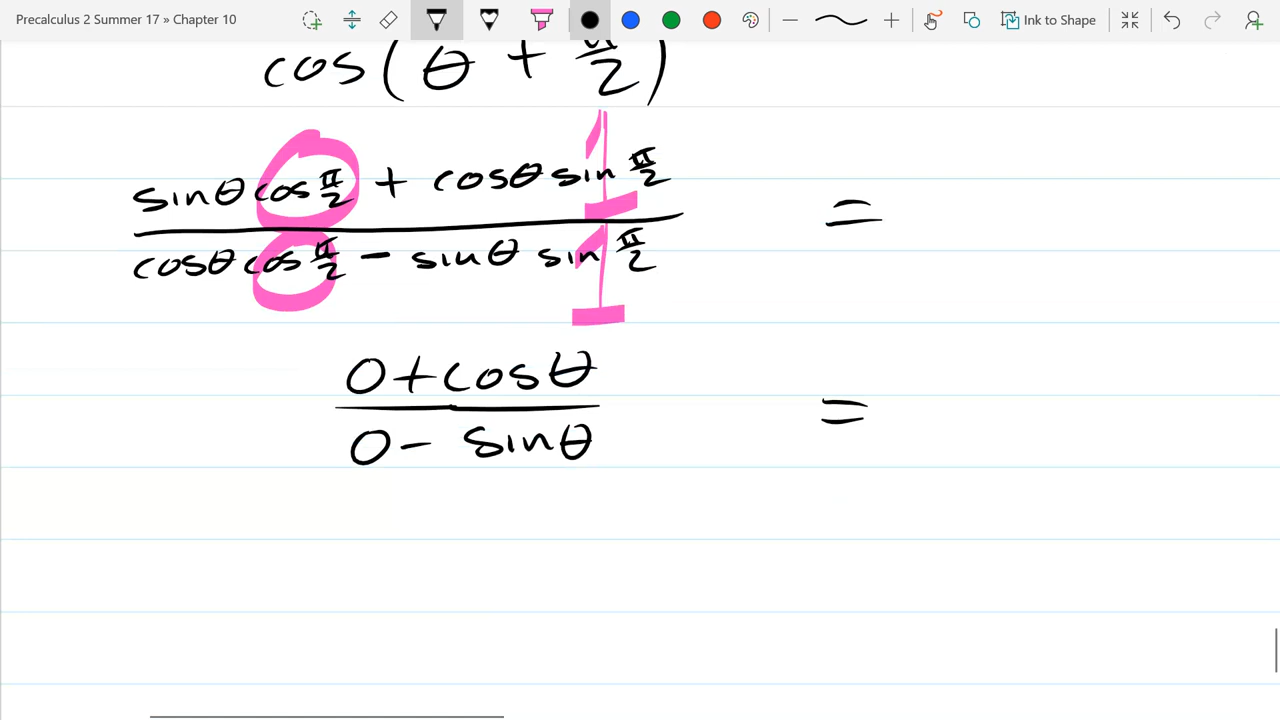 Precalculus 2 Summer 17 » Chapter 10 Ink to Shape
cos(θ + π/2)
sinθ cos π/2 + cosθ sin π/2 =
1
cosθ cos π/2 − sinθ sin π/2
1
0 + cosθ =
0 − sinθ